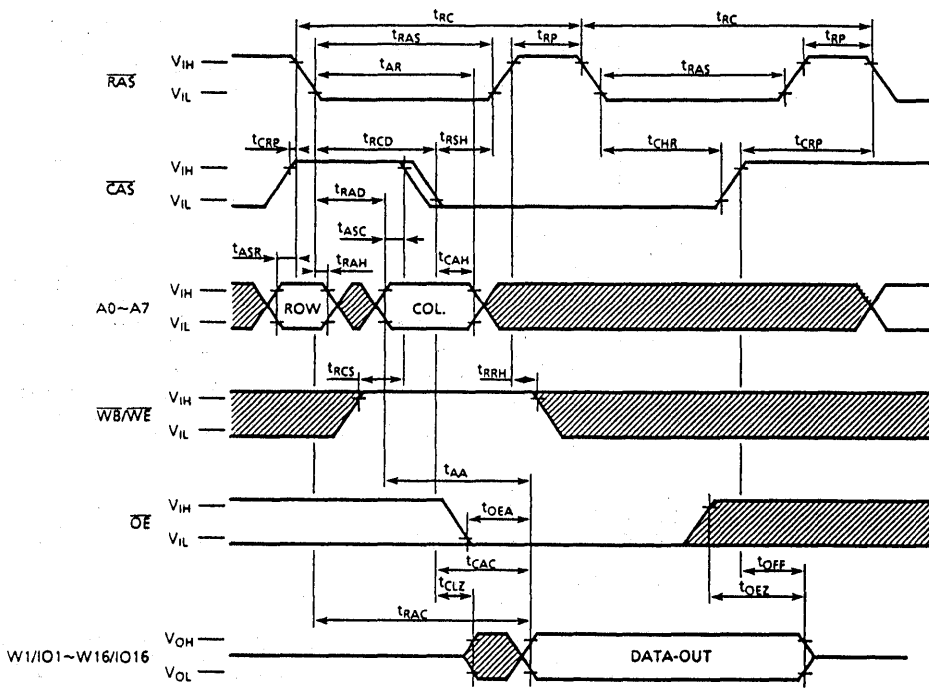 tRC tRC
tRAS tRP tRP
tAR tRAS
RAS VIH
VIL
tCRP tRCD tRSH tCHR tCRP
CAS VIH
VIL
tRAD
tASC
tASR tRAH tCAH
A0~A7 VIH ROW COL.
VIL
tRCS tRRH
WB/WE VIH
VIL
tAA
OE VIH tOEA
VIL
tCAC tOFF
tCLZ tOEZ
tRAC
W1/IO1~W16/IO16 VOH DATA-OUT
VOL